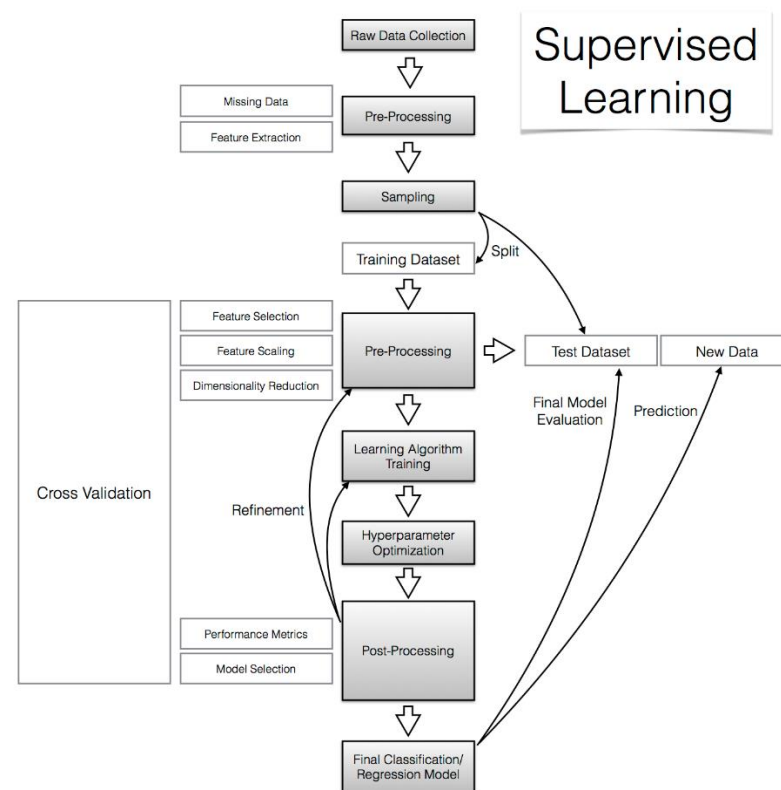 Supervised
Learning
Raw Data Collection
Missing Data
Feature Extraction
Pre-Processing
Sampling
Split
Training Dataset
Feature Selection
Feature Scaling
Dimensionality Reduction
Pre-Processing
Test Dataset
New Data
Final Model
Evaluation
Prediction
Learning Algorithm
Training
Cross Validation
Refinement
Hyperparameter
Optimization
Performance Metrics
Model Selection
Post-Processing
Final Classification/
Regression Model